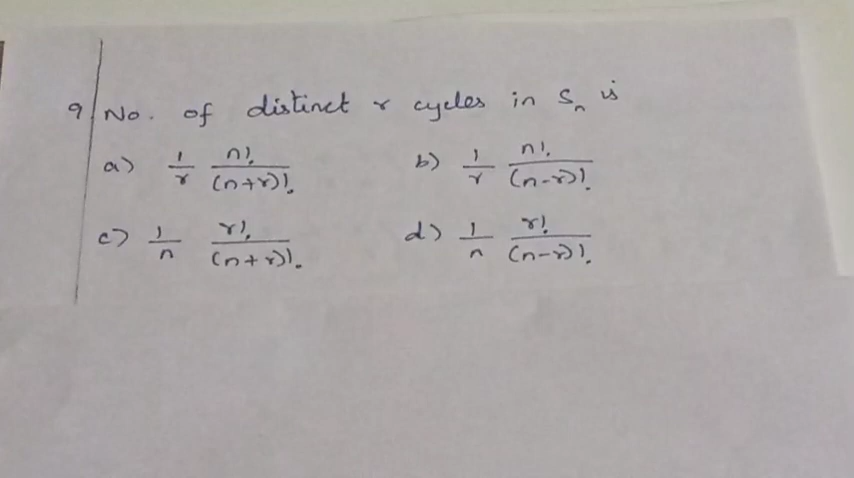 9 No. of distinct r cycles in Sₙ is
a) 1/r n!/(n+r)!. b) 1/r n!/(n-r)!.
c) 1/n r!/(n+r)!. d) 1/n r!/(n-r)!.